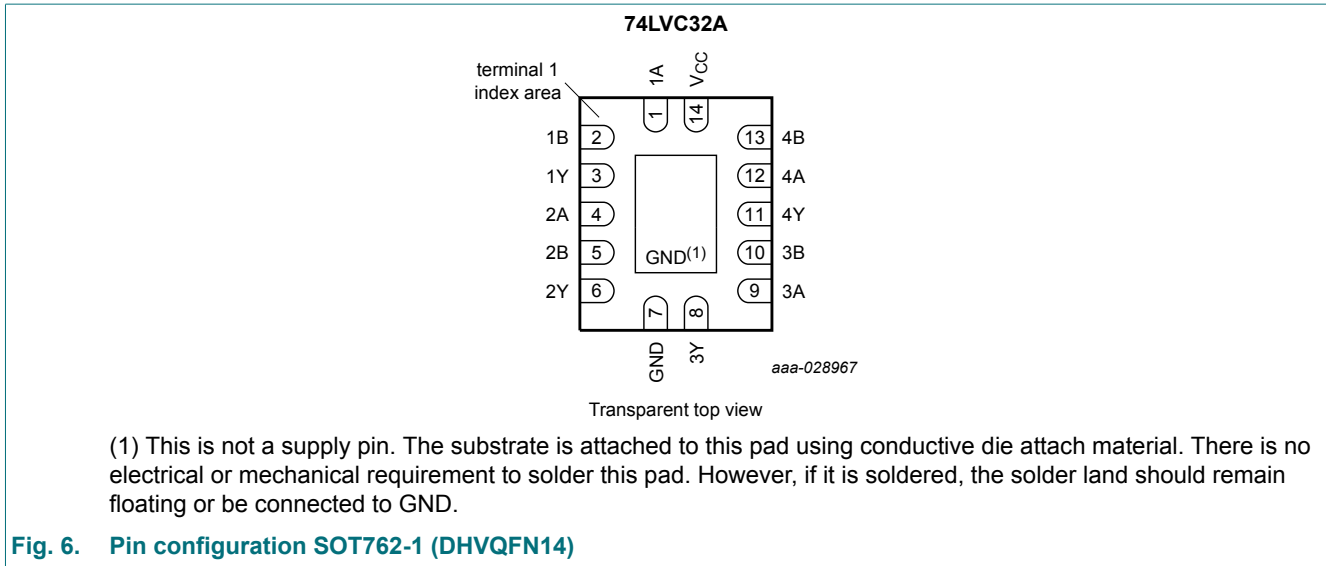 74LVC32A
terminal 1
index area
1A
VCC
1
14
1B 2
13 4B
1Y 3
12 4A
2A 4
11 4Y
2B 5
GND(1)
10 3B
2Y 6
9 3A
7
8
GND
3Y
aaa-028967
Transparent top view
(1) This is not a supply pin. The substrate is attached to this pad using conductive die attach material. There is no
electrical or mechanical requirement to solder this pad. However, if it is soldered, the solder land should remain
floating or be connected to GND.
Fig. 6. Pin configuration SOT762-1 (DHVQFN14)